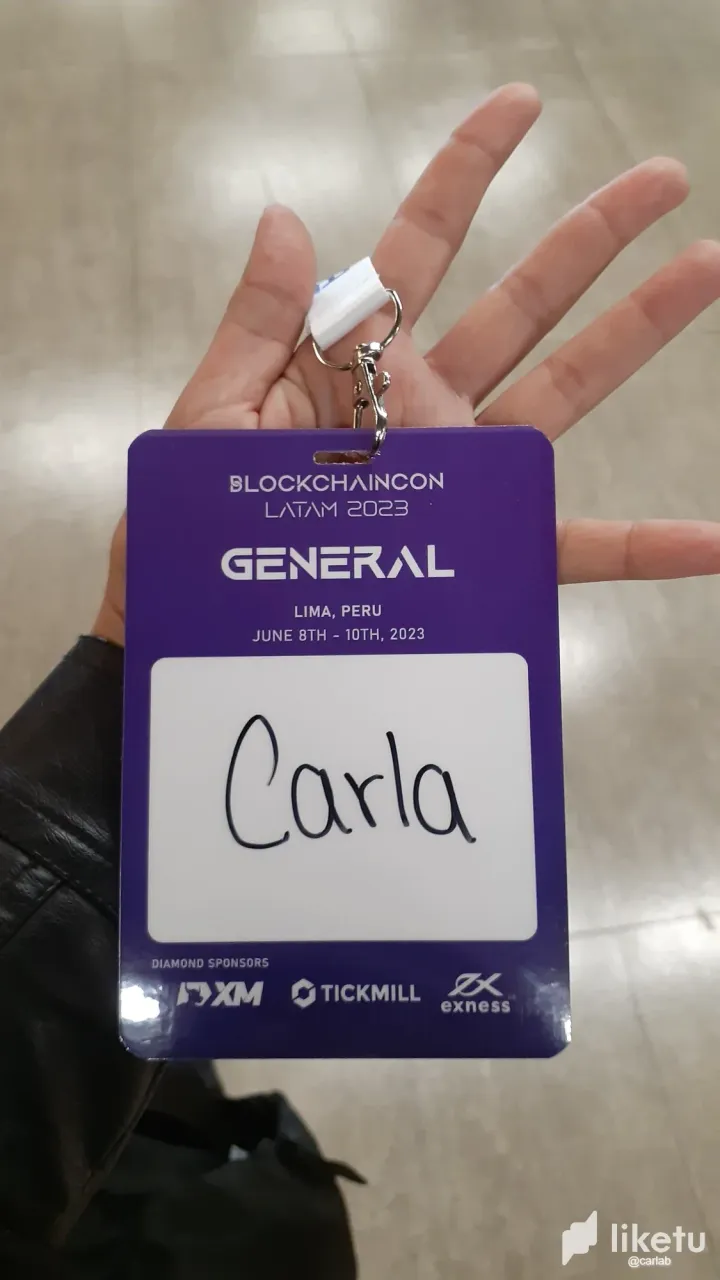 BLOCKCHAINCON
LATAM 2023
GENERAL
LIMA, PERU
JUNE 8TH - 10TH, 2023
Carla
DIAMOND SPONSORS
XM TICKMILL exness
liketu
@carlab